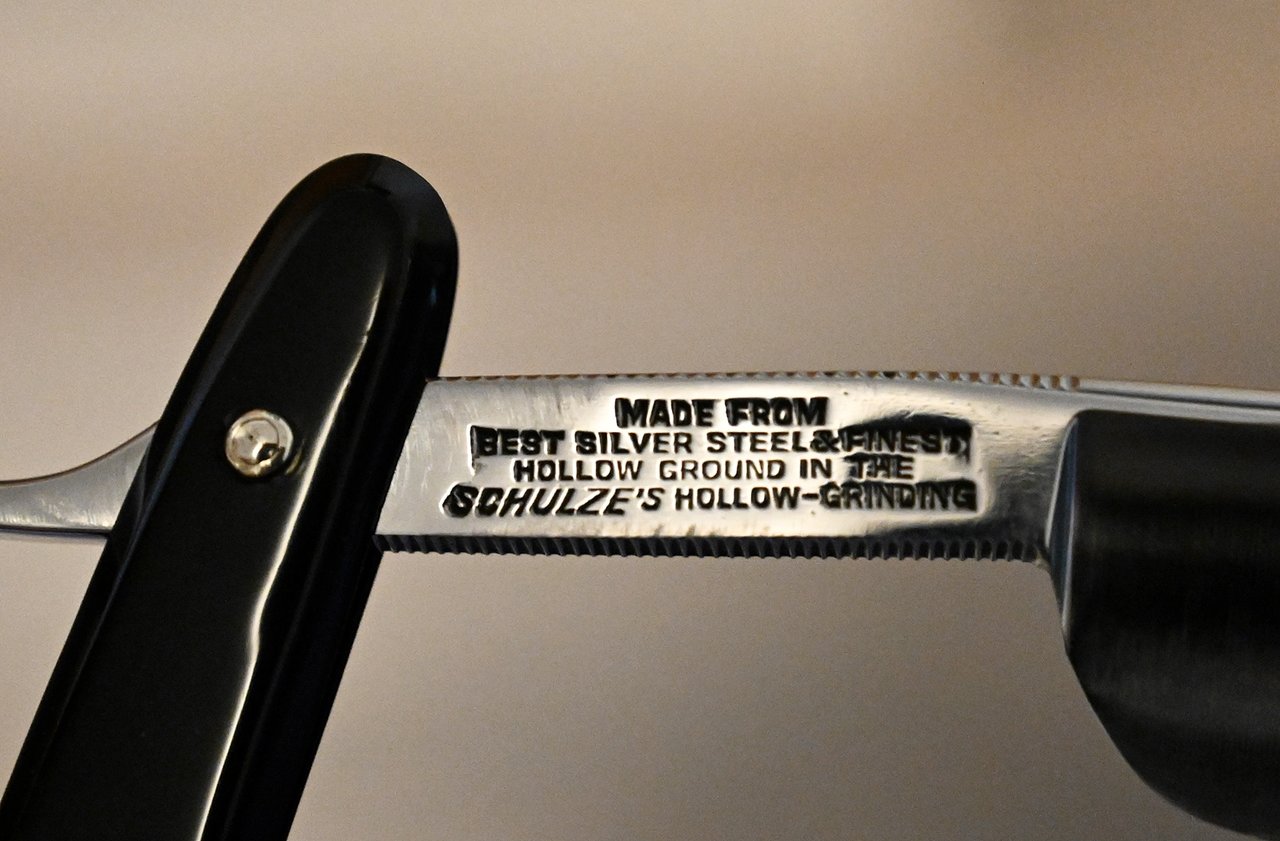 MADE FROM
BEST SILVER STEEL & FINEST
HOLLOW GROUND IN THE
SCHULZE'S HOLLOW-GRINDING